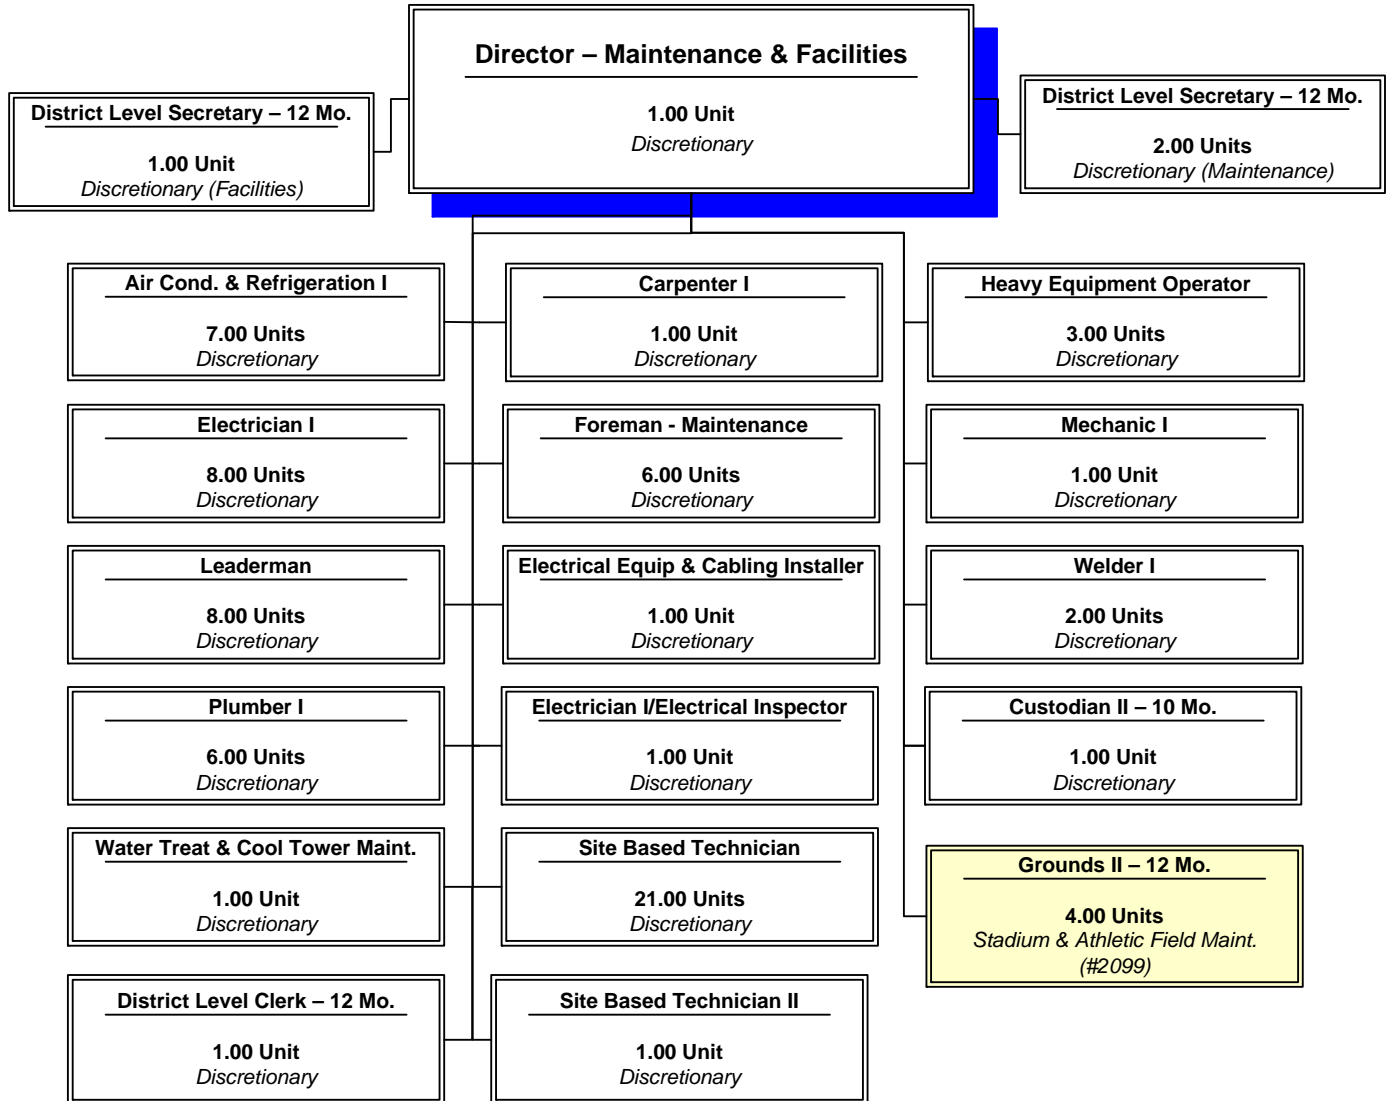 Director – Maintenance & Facilities
1.00 Unit
Discretionary
District Level Secretary – 12 Mo.
1.00 Unit
Discretionary (Facilities)
District Level Secretary – 12 Mo.
2.00 Units
Discretionary (Maintenance)
Air Cond. & Refrigeration I
7.00 Units
Discretionary
Carpenter I
1.00 Unit
Discretionary
Heavy Equipment Operator
3.00 Units
Discretionary
Electrician I
8.00 Units
Discretionary
Foreman - Maintenance
6.00 Units
Discretionary
Mechanic I
1.00 Unit
Discretionary
Leaderman
8.00 Units
Discretionary
Electrical Equip & Cabling Installer
1.00 Unit
Discretionary
Welder I
2.00 Units
Discretionary
Plumber I
6.00 Units
Discretionary
Electrician I/Electrical Inspector
1.00 Unit
Discretionary
Custodian II – 10 Mo.
1.00 Unit
Discretionary
Water Treat & Cool Tower Maint.
1.00 Unit
Discretionary
Site Based Technician
21.00 Units
Discretionary
Grounds II – 12 Mo.
4.00 Units
Stadium & Athletic Field Maint.
(#2099)
District Level Clerk – 12 Mo.
1.00 Unit
Discretionary
Site Based Technician II
1.00 Unit
Discretionary